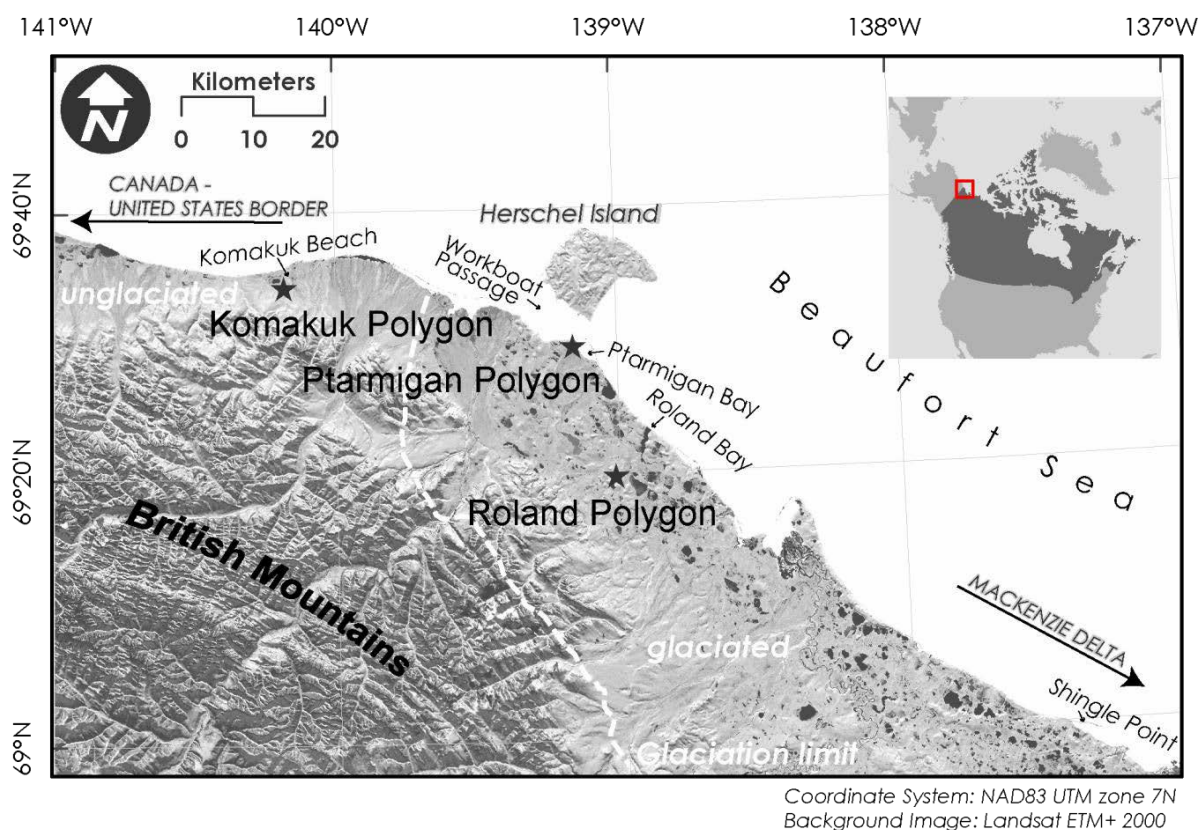 141°W 140°W 139°W 138°W 137°W
N
Kilometers
0 10 20
CANADA -
UNITED STATES BORDER
69°40'N
Herschel Island
Komakuk Beach
Workboat
Passage
unglaciated
Komakuk Polygon
Ptarmigan Polygon
Ptarmigan Bay
Roland Bay
Beaufort Sea
69°20'N
Roland Polygon
British Mountains
MACKENZIE DELTA
glaciated
Shingle Point
69°N
Glaciation limit
Coordinate System: NAD83 UTM zone 7N
Background Image: Landsat ETM+ 2000